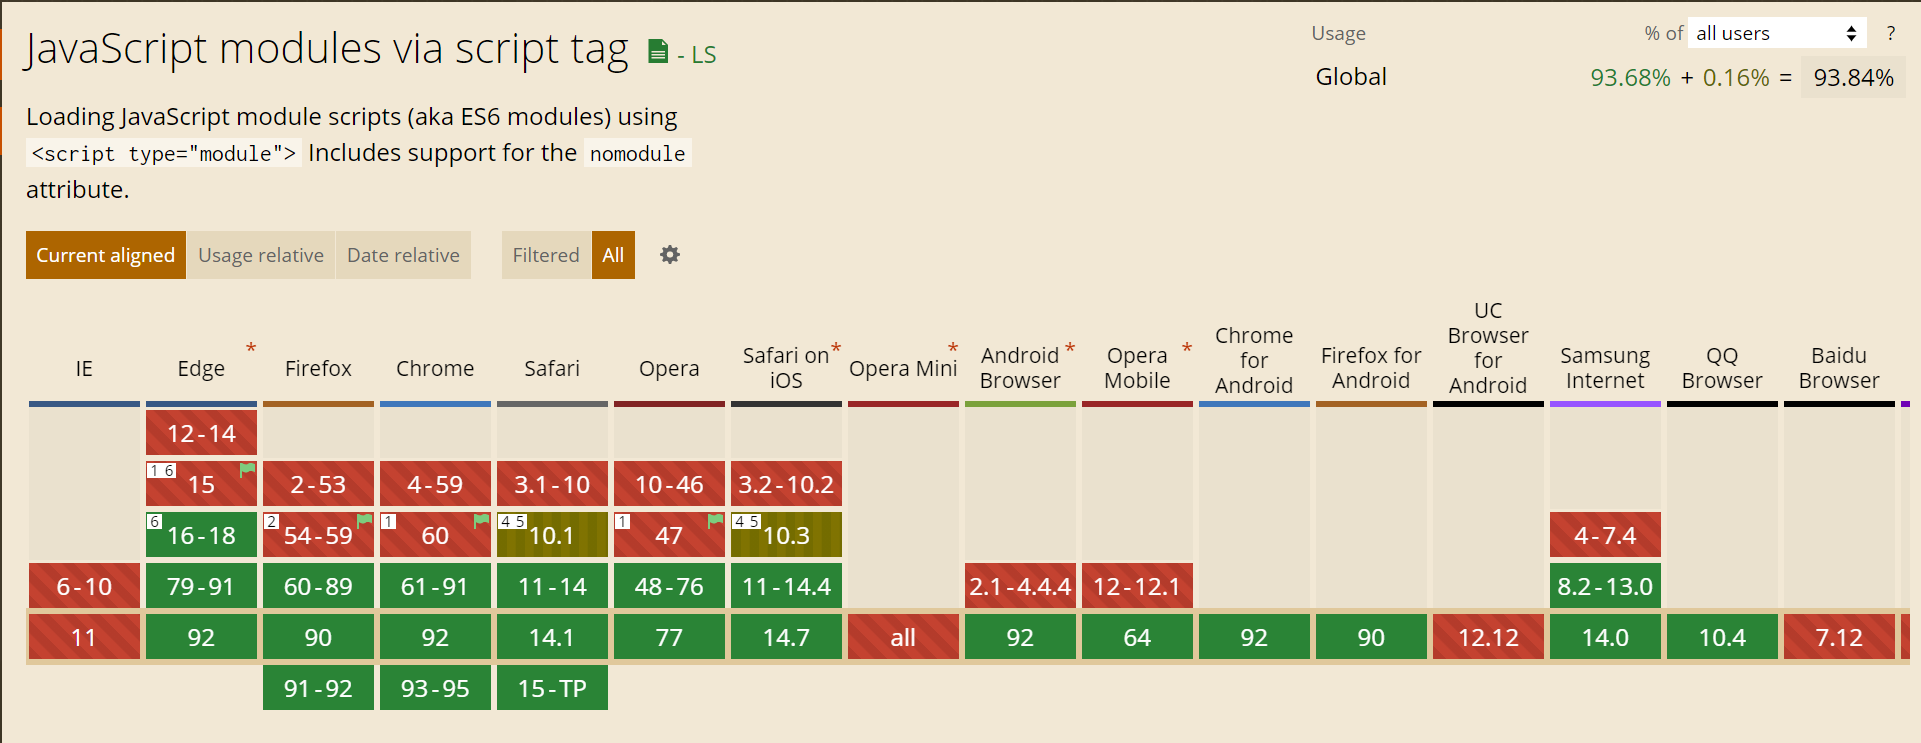 JavaScript modules via script tag - LS
Usage % of all users ?
Global 93.68% + 0.16% = 93.84%
Loading JavaScript module scripts (aka ES6 modules) using
<script type="module"> Includes support for the nomodule
attribute.
Current aligned Usage relative Date relative Filtered All
IE
Edge *
Firefox
Chrome
Safari
Opera
Safari on *
iOS
Opera Mini *
Android *
Browser
Opera *
Mobile
Chrome
for
Android
Firefox for
Android
UC
Browser
for
Android
Samsung
Internet
QQ
Browser
Baidu
Browser
12-14
1 6 15 2-53 4-59 3.1-10 10-46 3.2-10.2
6 16-18 2 54-59 1 60 4 5 10.1 1 47 4 5 10.3 4-7.4
6-10 79-91 60-89 61-91 11-14 48-76 11-14.4 2.1-4.4.4 12-12.1 8.2-13.0
11 92 90 92 14.1 77 14.7 all 92 64 92 90 12.12 14.0 10.4 7.12
91-92 93-95 15-TP